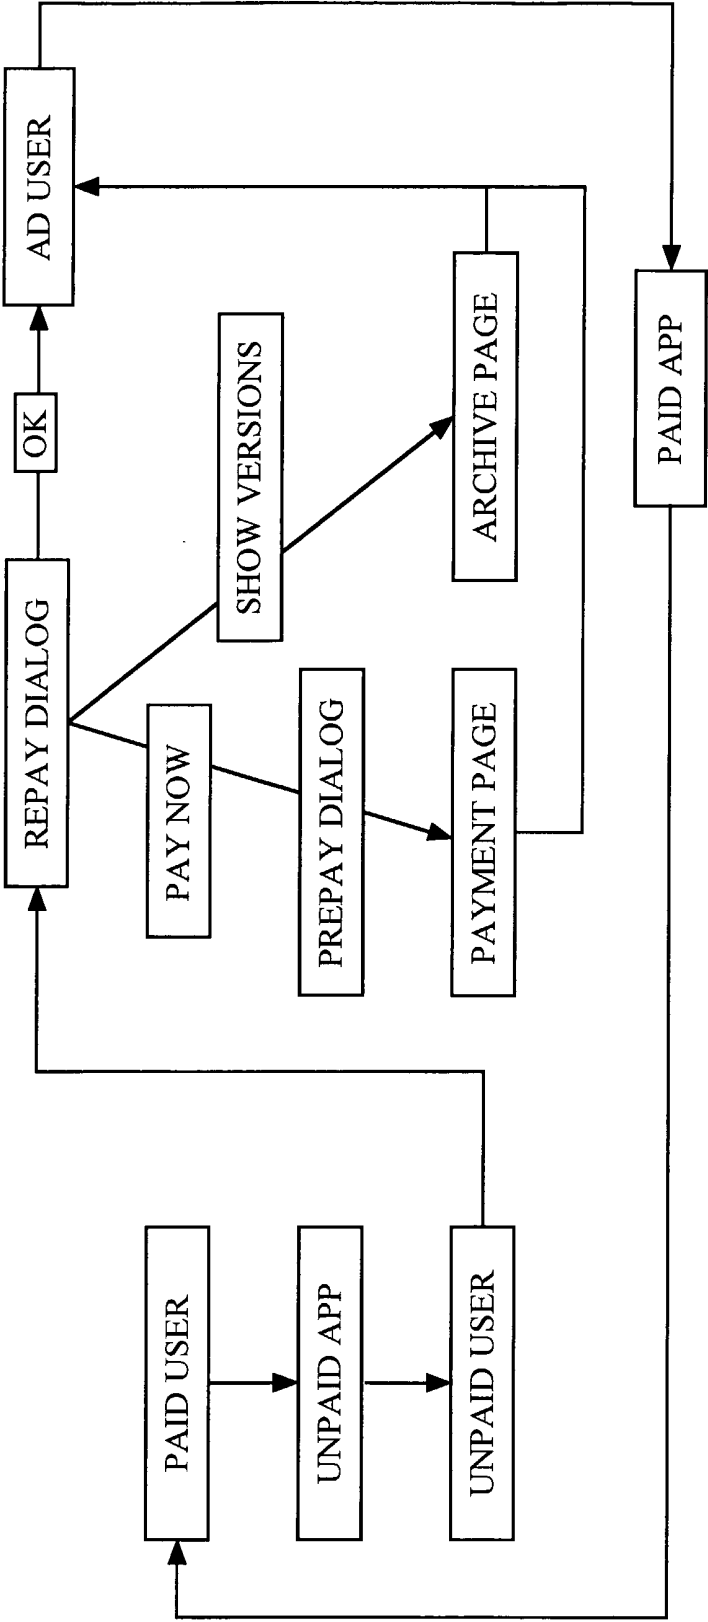 PAID USER
UNPAID APP
UNPAID USER
REPAY DIALOG
PAY NOW
PREPAY DIALOG
PAYMENT PAGE
OK
SHOW VERSIONS
ARCHIVE PAGE
AD USER
PAID APP